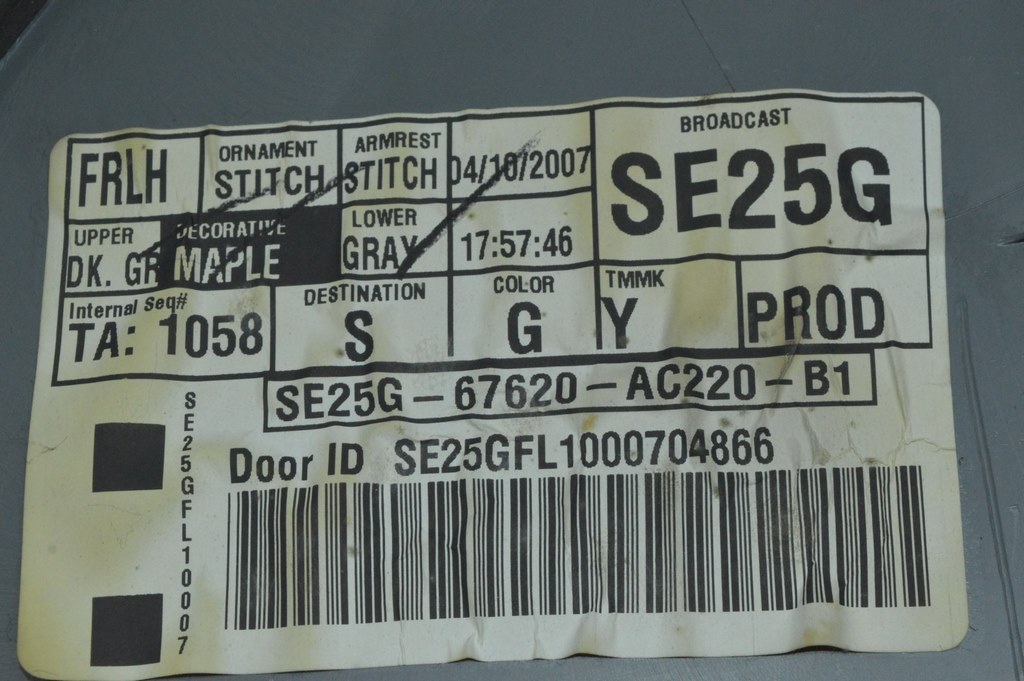 FRLH
ORNAMENT
STITCH
ARMREST
STITCH
04/10/2007
BROADCAST
SE25G
UPPER
DK. GR
DECORATIVE
MAPLE
LOWER
GRAY
17:57:46
Internal Seq#
TA: 1058
DESTINATION
S
COLOR
G
TMMK
Y
PROD
SE25G-67620-AC220-B1
Door ID SE25GFL1000704866
SE25GFL10007